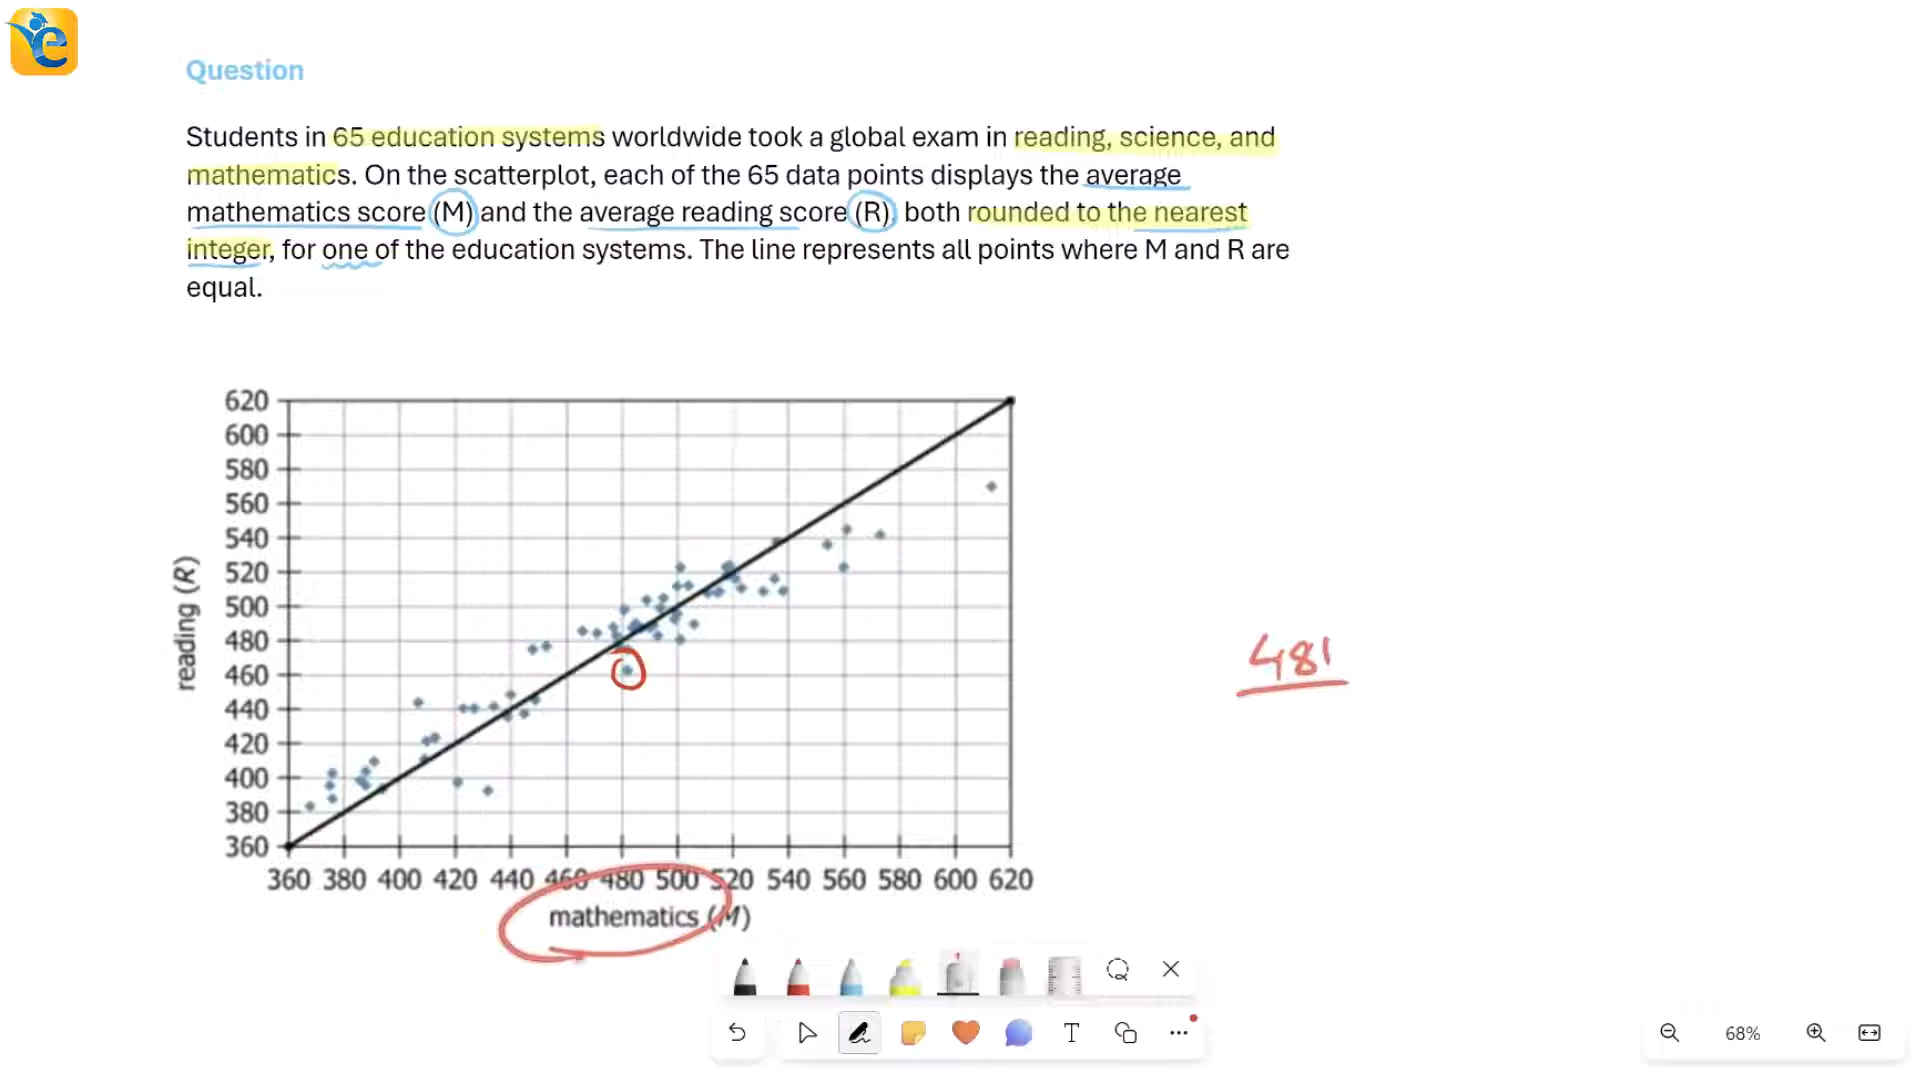 Question
Students in 65 education systems worldwide took a global exam in reading, science, and
mathematics. On the scatterplot, each of the 65 data points displays the average
mathematics score (M) and the average reading score (R), both rounded to the nearest
integer, for one of the education systems. The line represents all points where M and R are
equal.
620
600
580
560
540
520
500
480
460
440
420
400
380
360
reading (R)
360 380 400 420 440 460 480 500 520 540 560 580 600 620
mathematics (M)
481
T
68%